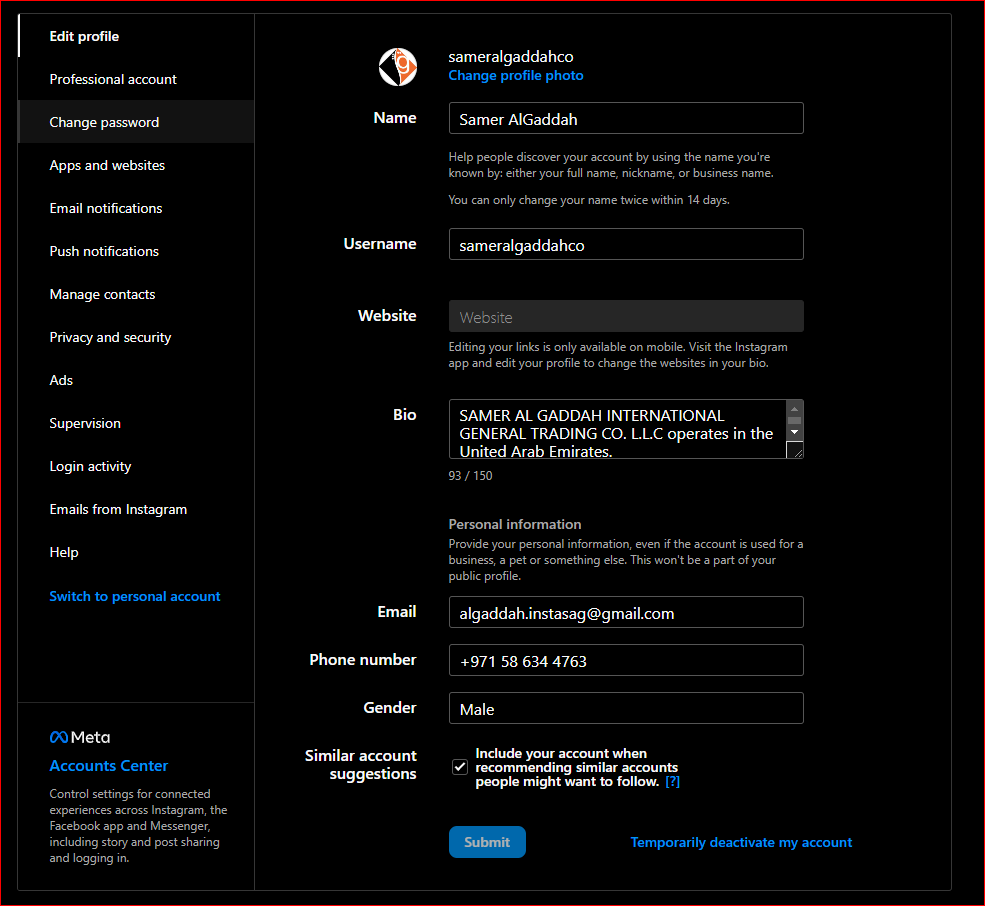 Edit profile
Professional account
Change password
Apps and websites
Email notifications
Push notifications
Manage contacts
Privacy and security
Ads
Supervision
Login activity
Emails from Instagram
Help
Switch to personal account
Meta
Accounts Center
Control settings for connected
experiences across Instagram, the
Facebook app and Messenger,
including story and post sharing
and logging in.
sameralgaddahco
Change profile photo
Name
Samer AlGaddah
Help people discover your account by using the name you're
known by: either your full name, nickname, or business name.
You can only change your name twice within 14 days.
Username
sameralgaddahco
Website
Website
Editing your links is only available on mobile. Visit the Instagram
app and edit your profile to change the websites in your bio.
Bio
SAMER AL GADDAH INTERNATIONAL
GENERAL TRADING CO. L.L.C operates in the
United Arab Emirates.
93 / 150
Personal information
Provide your personal information, even if the account is used for a
business, a pet or something else. This won't be a part of your
public profile.
Email
algaddah.instasag@gmail.com
Phone number
+971 58 634 4763
Gender
Male
Similar account
suggestions
Include your account when
recommending similar accounts
people might want to follow. [?]
Submit
Temporarily deactivate my account